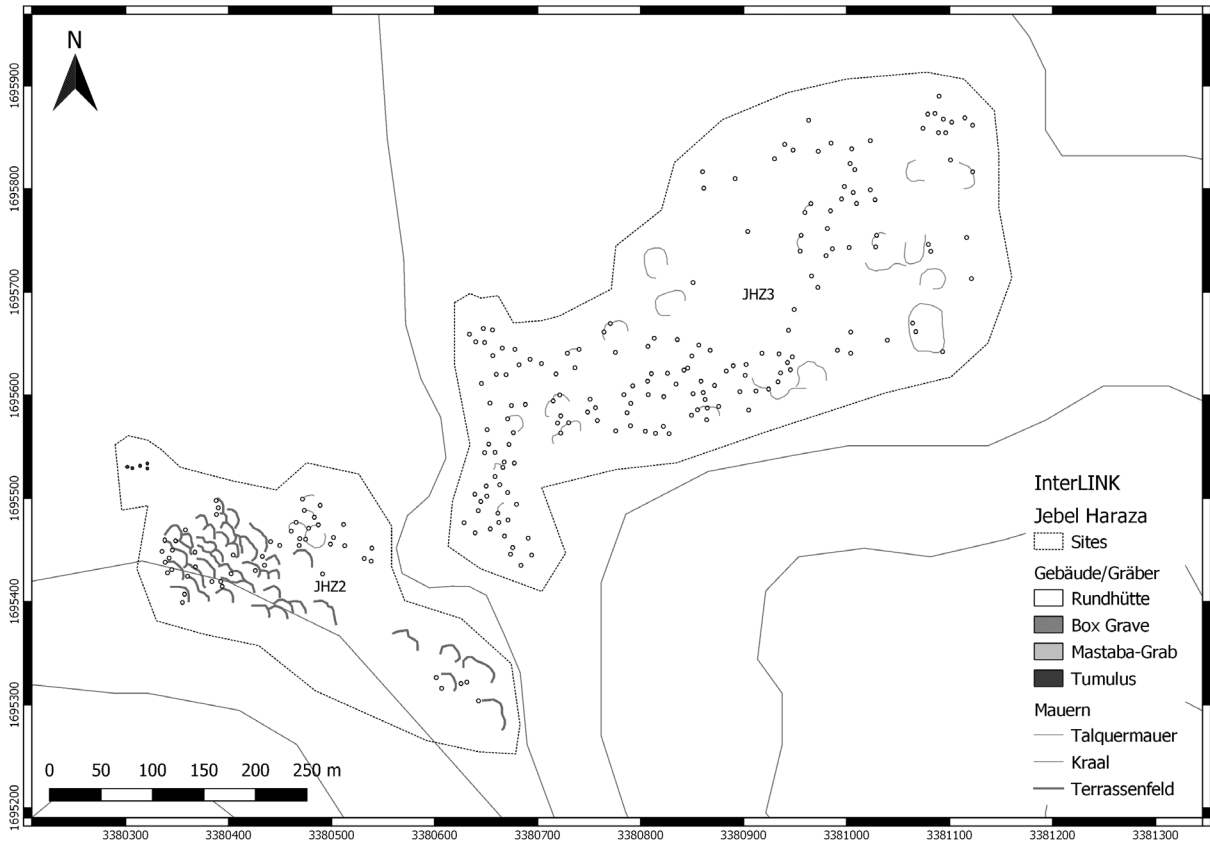 N
1695900
1695800
1695700
1695600
1695500
1695400
1695300
1695200
JHZ3
JHZ2
InterLINK
Jebel Haraza
Sites
Gebäude/Gräber
Rundhütte
Box Grave
Mastaba-Grab
Tumulus
Mauern
Talquermauer
Kraal
Terrassenfeld
0 50 100 150 200 250 m
3380300 3380400 3380500 3380600 3380700 3380800 3380900 3381000 3381100 3381200 3381300